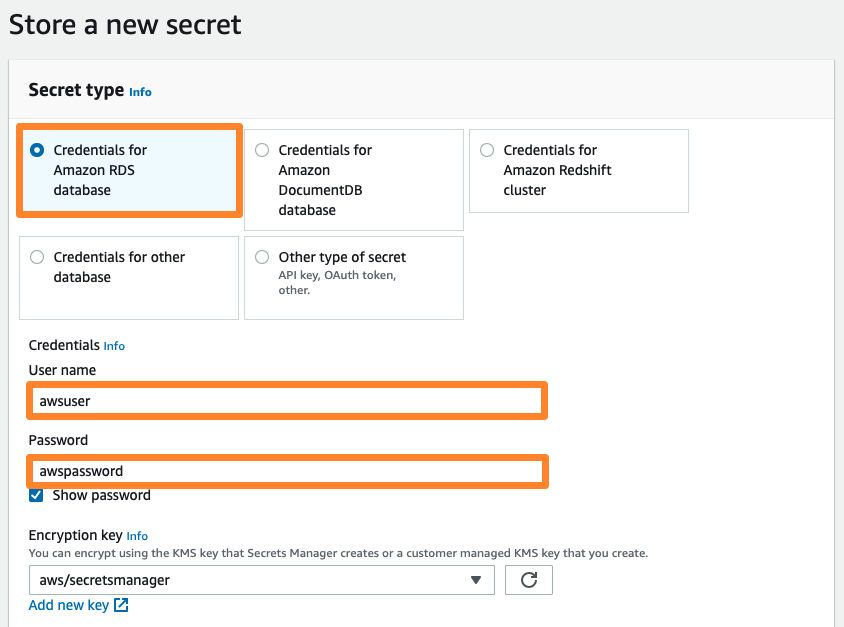 Store a new secret
Secret type Info
Credentials for
Amazon RDS
database
Credentials for
Amazon
DocumentDB
database
Credentials for
Amazon Redshift
cluster
Credentials for other
database
Other type of secret
API key, OAuth token,
other.
Credentials Info
User name
awsuser
Password
awspassword
Show password
Encryption key Info
You can encrypt using the KMS key that Secrets Manager creates or a customer managed KMS key that you create.
aws/secretsmanager
Add new key